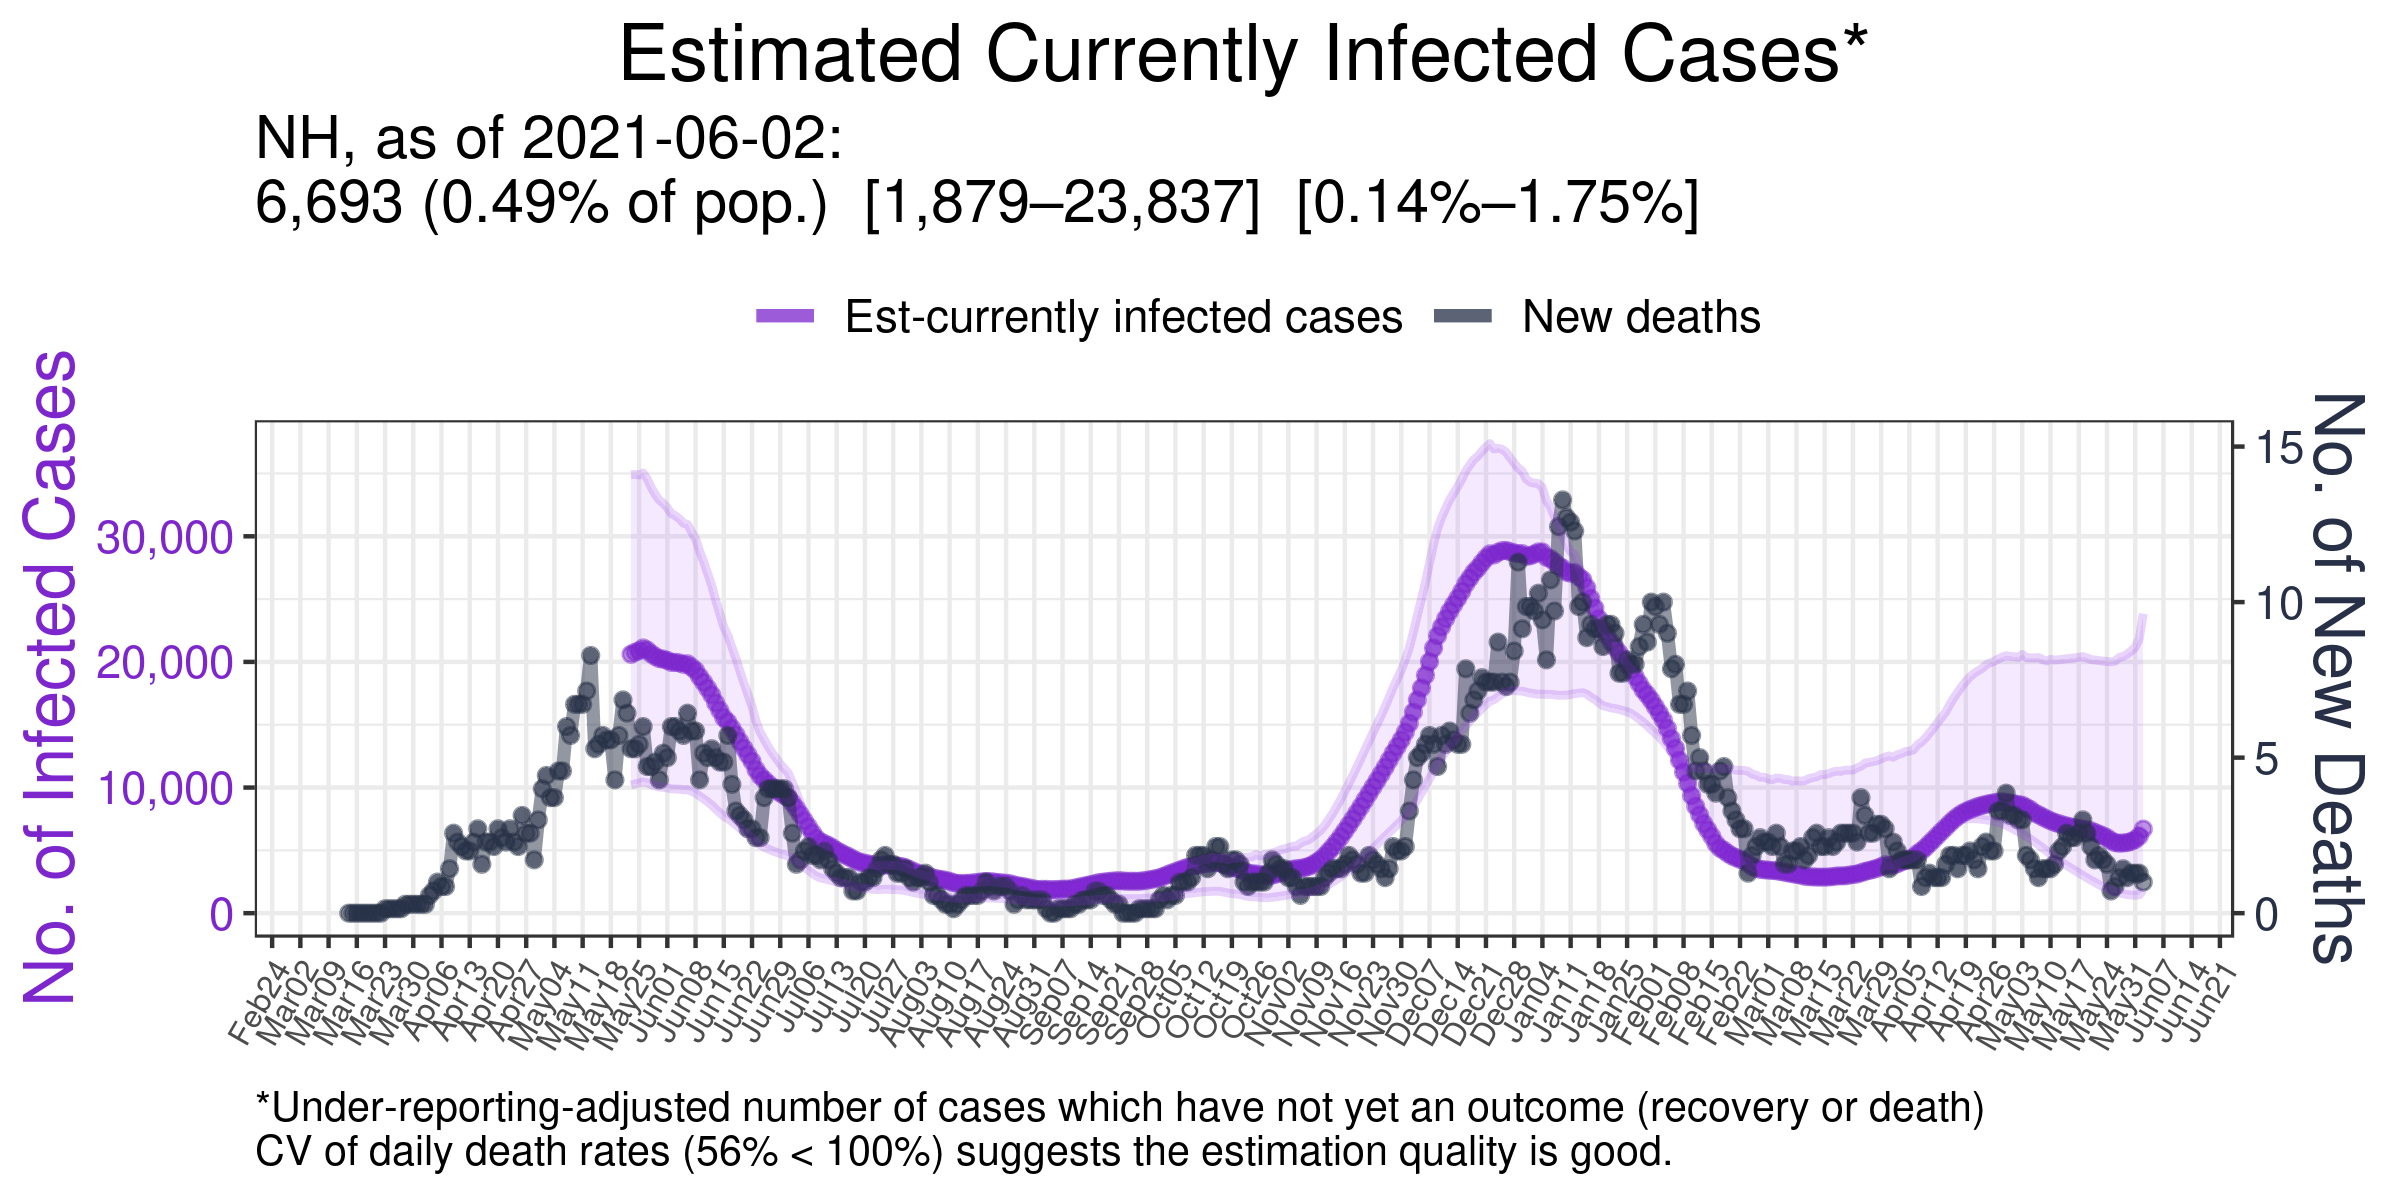 Estimated Currently Infected Cases*
NH, as of 2021-06-02:
6,693 (0.49% of pop.)  [1,879–23,837]  [0.14%–1.75%]
Est-currently infected cases
New deaths
No. of Infected Cases
30,000
20,000
10,000
0
15
10
5
0
No. of New Deaths
Feb24
Mar02
Mar09
Mar16
Mar23
Mar30
Apr06
Apr13
Apr20
Apr27
May04
May11
May18
May25
Jun01
Jun08
Jun15
Jun22
Jun29
Jul06
Jul13
Jul20
Jul27
Aug03
Aug10
Aug17
Aug24
Aug31
Sep07
Sep14
Sep21
Sep28
Oct05
Oct12
Oct19
Oct26
Nov02
Nov09
Nov16
Nov23
Nov30
Dec07
Dec14
Dec21
Dec28
Jan04
Jan11
Jan18
Jan25
Feb01
Feb08
Feb15
Feb22
Mar01
Mar08
Mar15
Mar22
Mar29
Apr05
Apr12
Apr19
Apr26
May03
May10
May17
May24
May31
Jun07
Jun14
Jun21
*Under-reporting-adjusted number of cases which have not yet an outcome (recovery or death)
CV of daily death rates (56% < 100%) suggests the estimation quality is good.